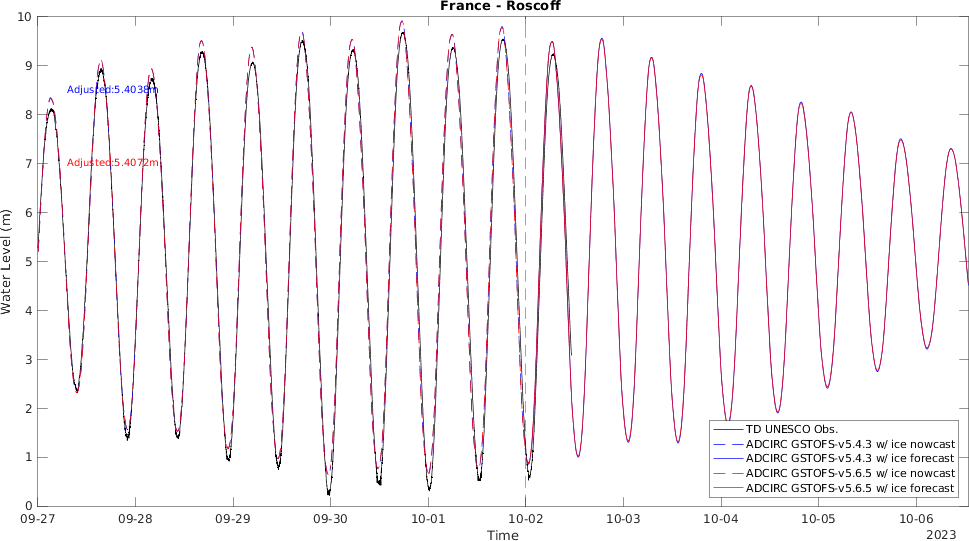 France - Roscoff
10
9
8
7
6
5
4
3
2
1
0
Water Level (m)
Adjusted:5.4038m
Adjusted:5.4072m
TD UNESCO Obs.
ADCIRC GSTOFS-v5.4.3 w/ ice nowcast
ADCIRC GSTOFS-v5.4.3 w/ ice forecast
ADCIRC GSTOFS-v5.6.5 w/ ice nowcast
ADCIRC GSTOFS-v5.6.5 w/ ice forecast
09-27 09-28 09-29 09-30 10-01 10-02 10-03 10-04 10-05 10-06
Time
2023